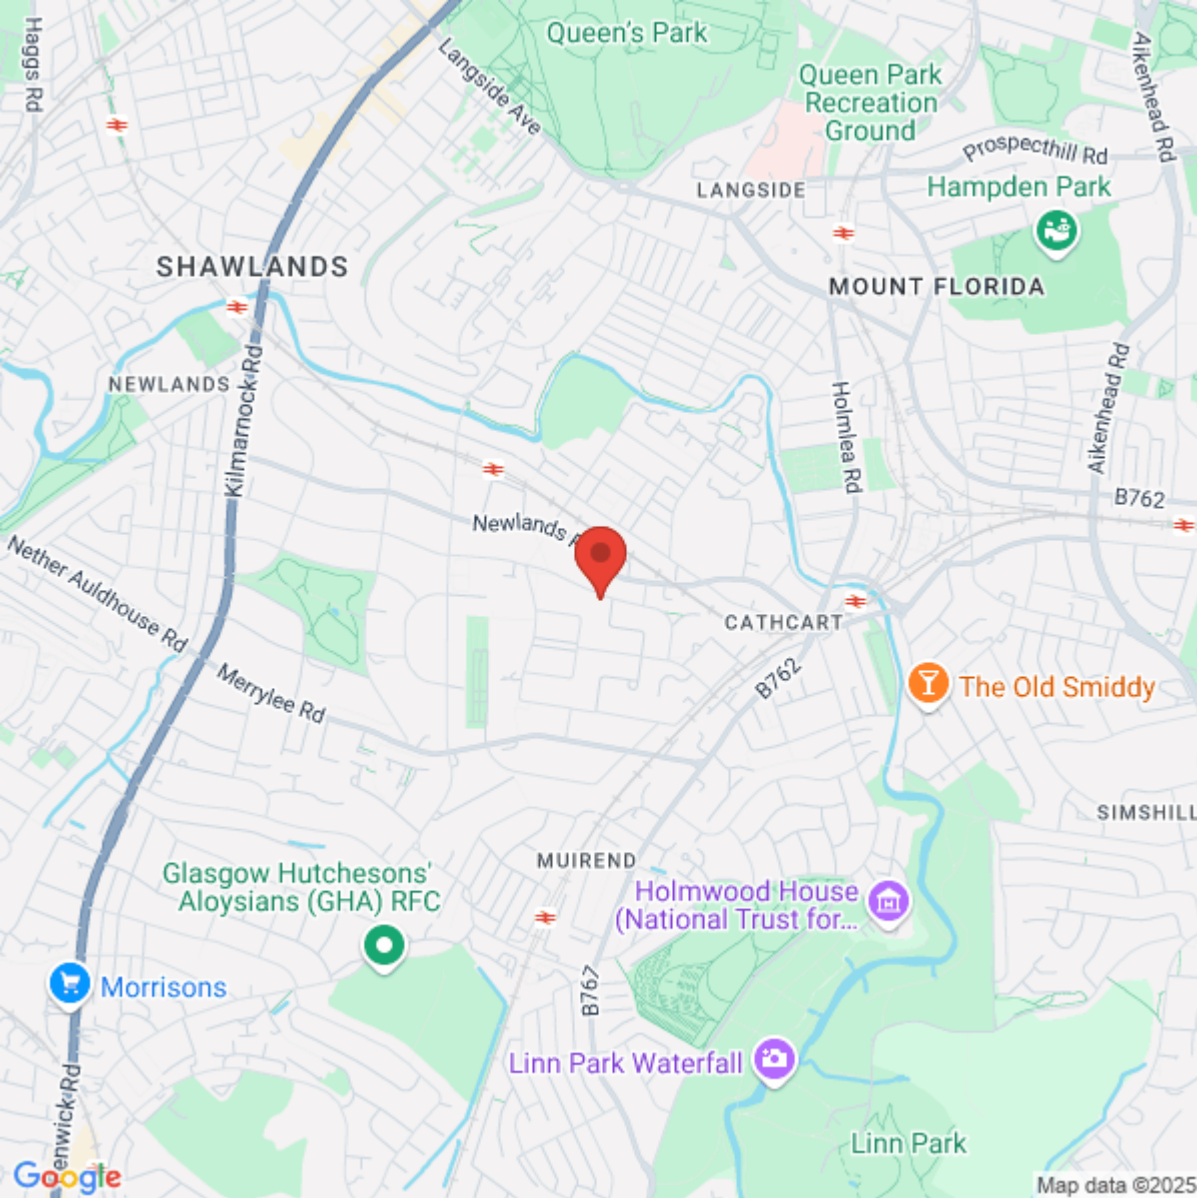 Haggs Rd
Langside Ave
Queen's Park
Queen Park
Recreation
Ground
Aikenhead Rd
Prospecthill Rd
LANGSIDE
Hampden Park
SHAWLANDS
MOUNT FLORIDA
NEWLANDS
Kilmarnock Rd
Holmlea Rd
Aikenhead Rd
B762
Newlands
Nether Auldhouse Rd
CATHCART
Merrylee Rd
B762
The Old Smiddy
SIMSHILL
MUIREND
Glasgow Hutchesons'
Aloysians (GHA) RFC
Holmwood House
(National Trust for...
Morrisons
B767
Linn Park Waterfall
enwick Rd
Linn Park
Google
Map data ©2025